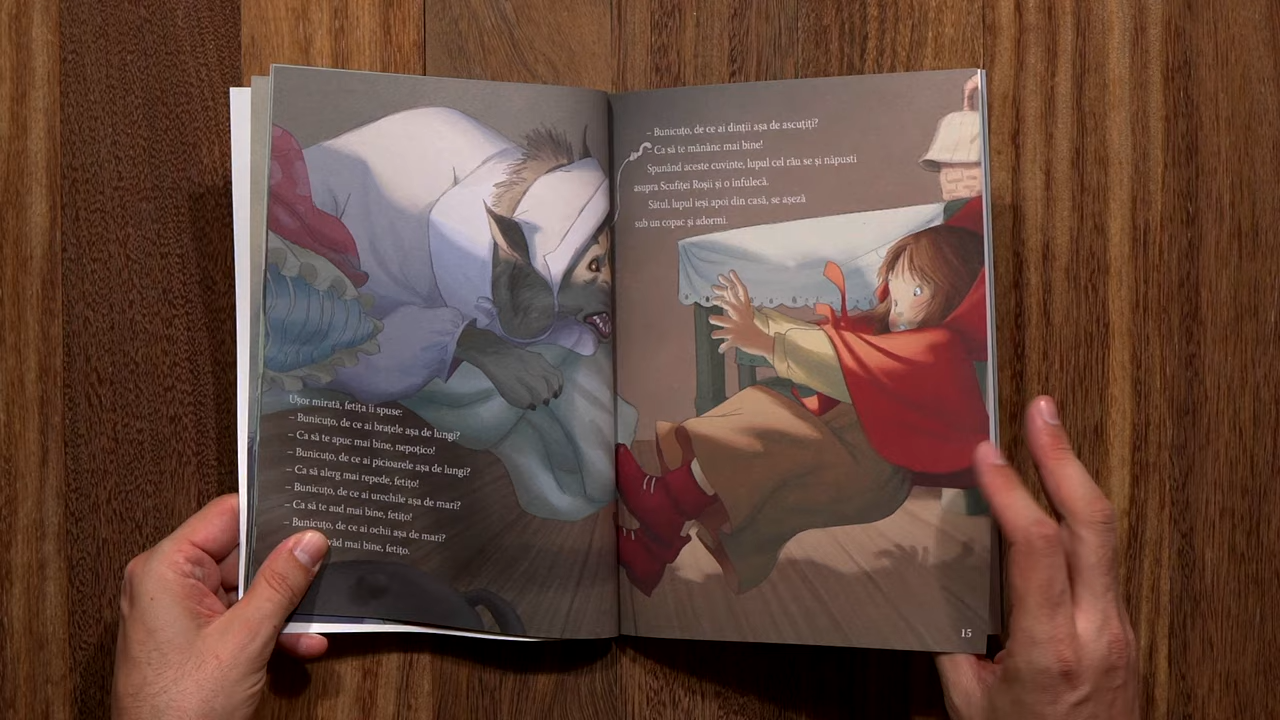 Ușor mirată, fetița îi spuse:
– Bunicuțo, de ce ai brațele așa de lungi?
– Ca să te apuc mai bine, nepoțico!
– Bunicuțo, de ce ai picioarele așa de lungi?
– Ca să alerg mai repede, fetițo!
– Bunicuțo, de ce ai urechile așa de mari?
– Ca să te aud mai bine, fetițo!
– Bunicuțo, de ce ai ochii așa de mari?
văd mai bine, fetițo.
– Bunicuțo, de ce ai dinții așa de ascuțiți?
– Ca să te mănânc mai bine!
Spunând aceste cuvinte, lupul cel rău se și năpusti
asupra Scufiței Roșii și o înfulecă.
Sătul, lupul ieși apoi din casă, se așeză
sub un copac și adormi.
15